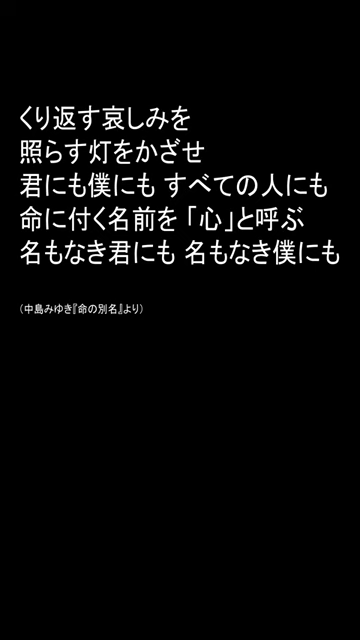 くり返す哀しみを
照らす灯をかざせ
君にも僕にも すべての人にも
命に付く名前を「心」と呼ぶ
名もなき君にも 名もなき僕にも
（中島みゆき『命の別名』より）